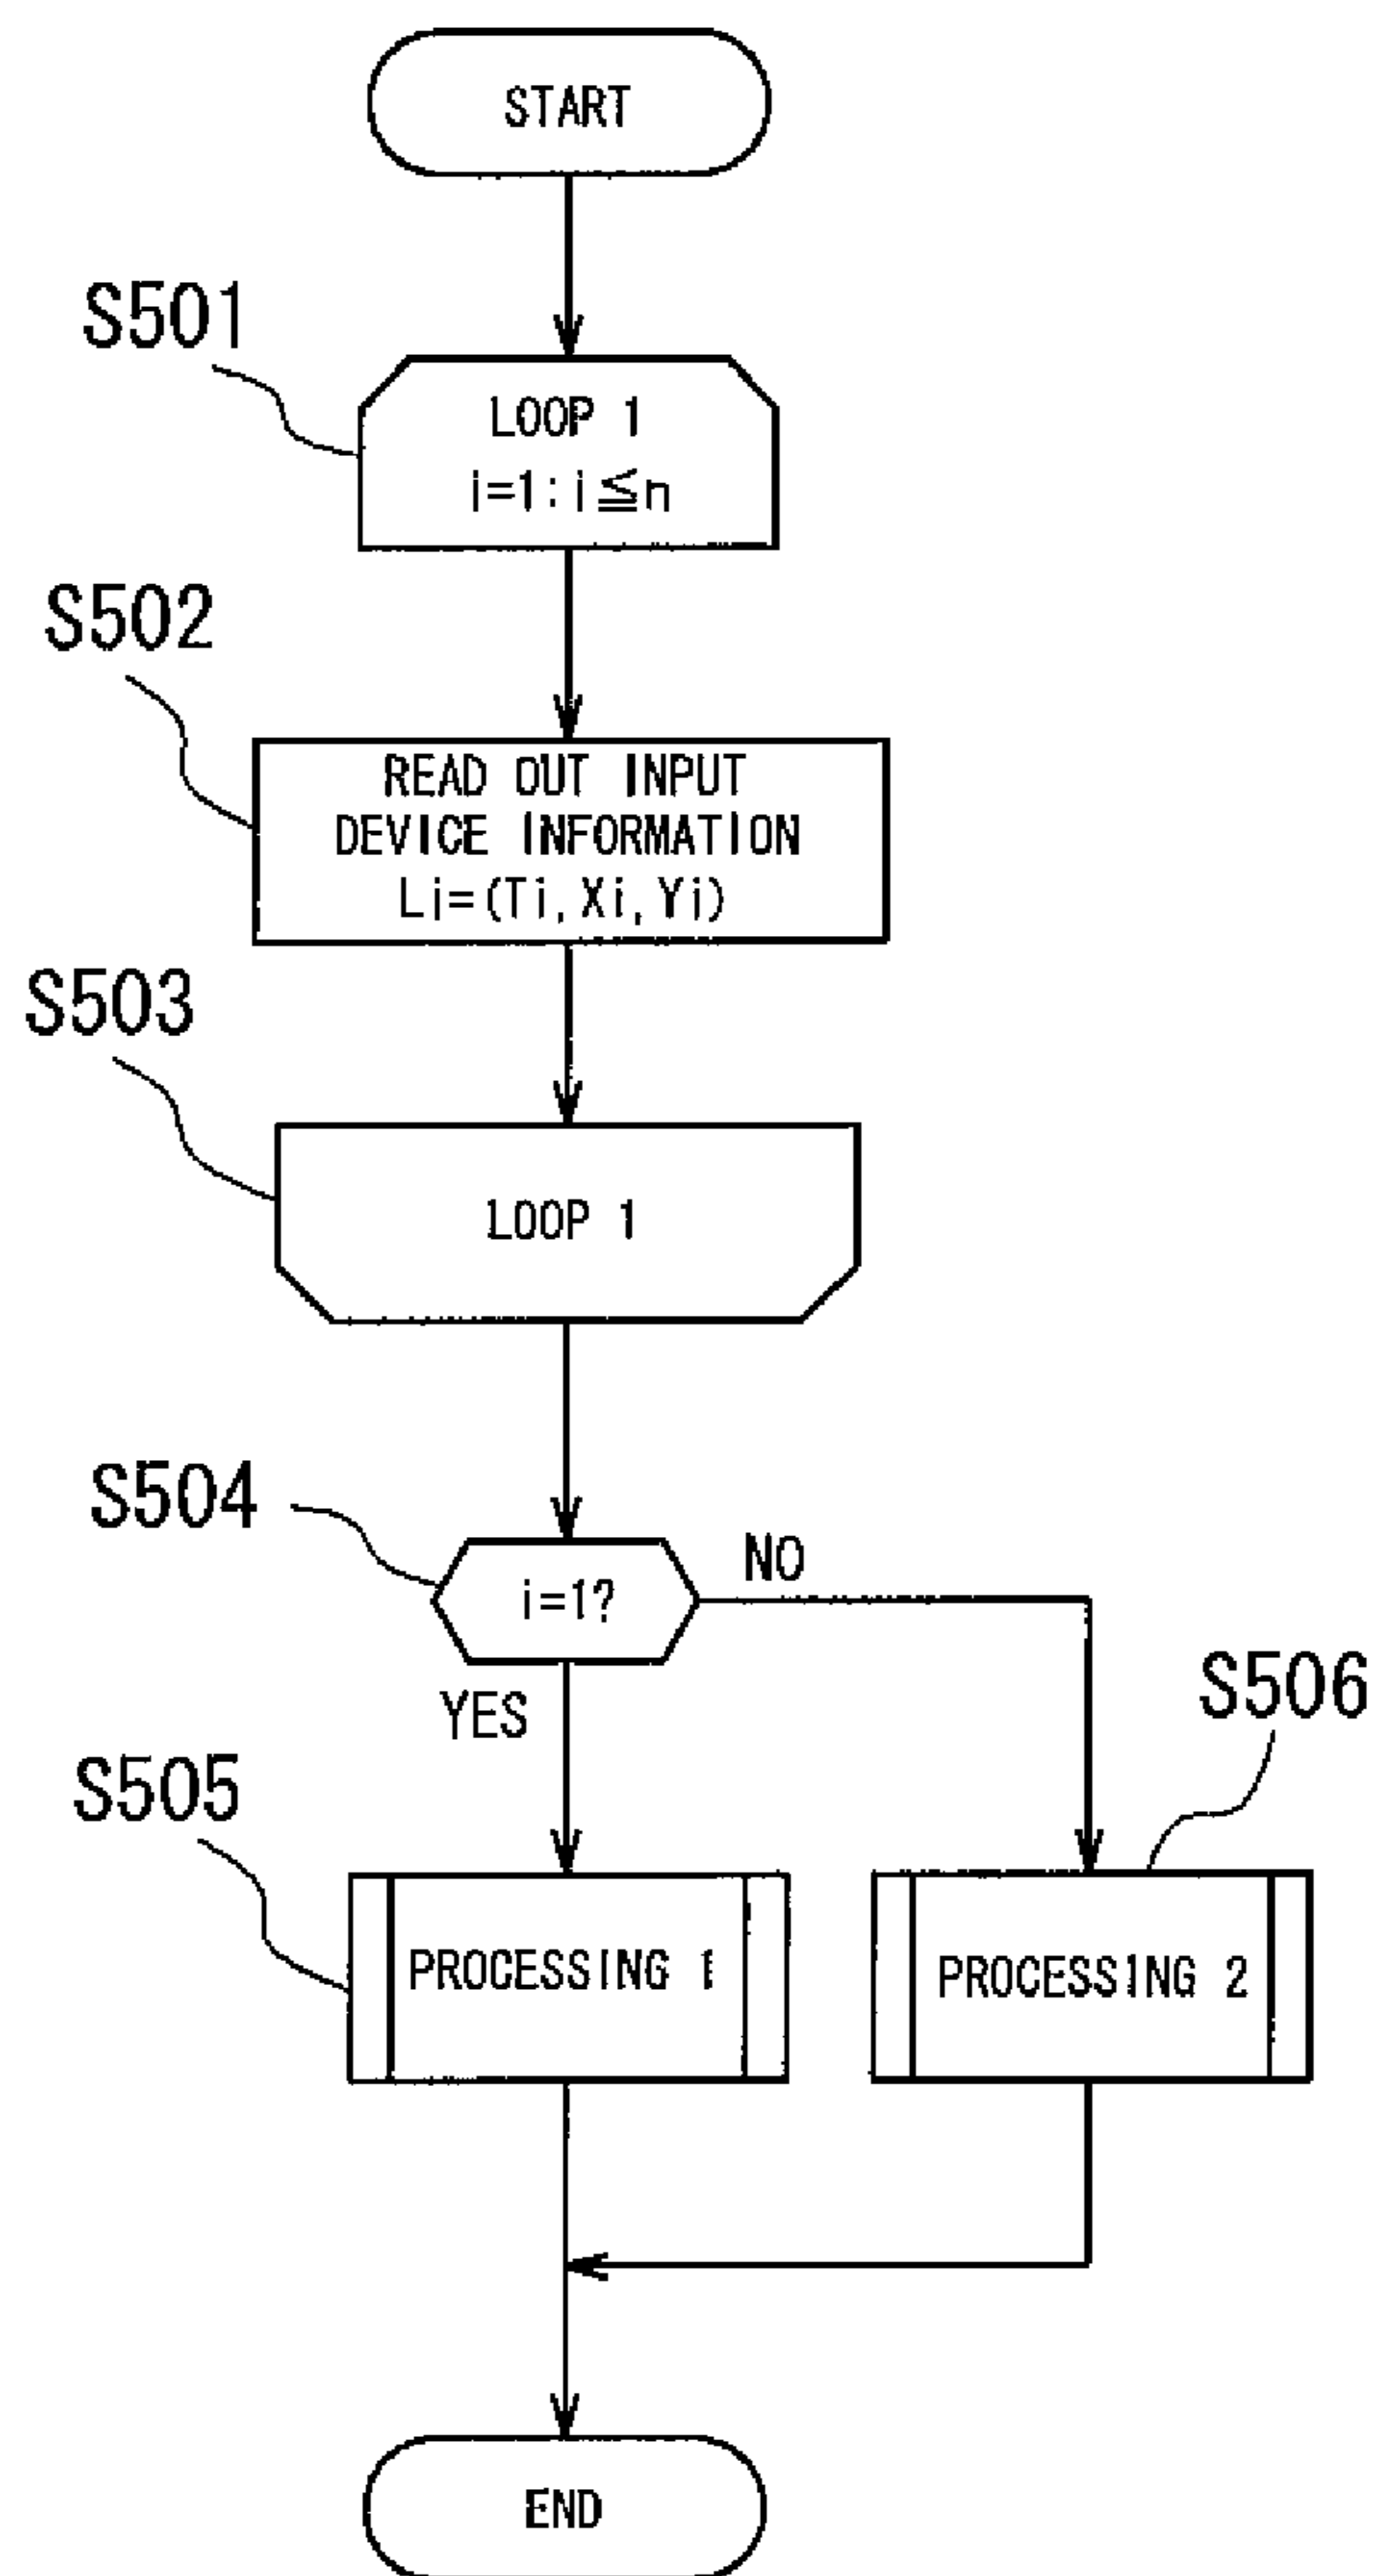 START
S501
LOOP 1
i=1:i≦n
S502
READ OUT INPUT
DEVICE INFORMATION
Li=(Ti,Xi,Yi)
S503
LOOP 1
S504
i=1?
NO
YES
S506
S505
PROCESSING 1
PROCESSING 2
END